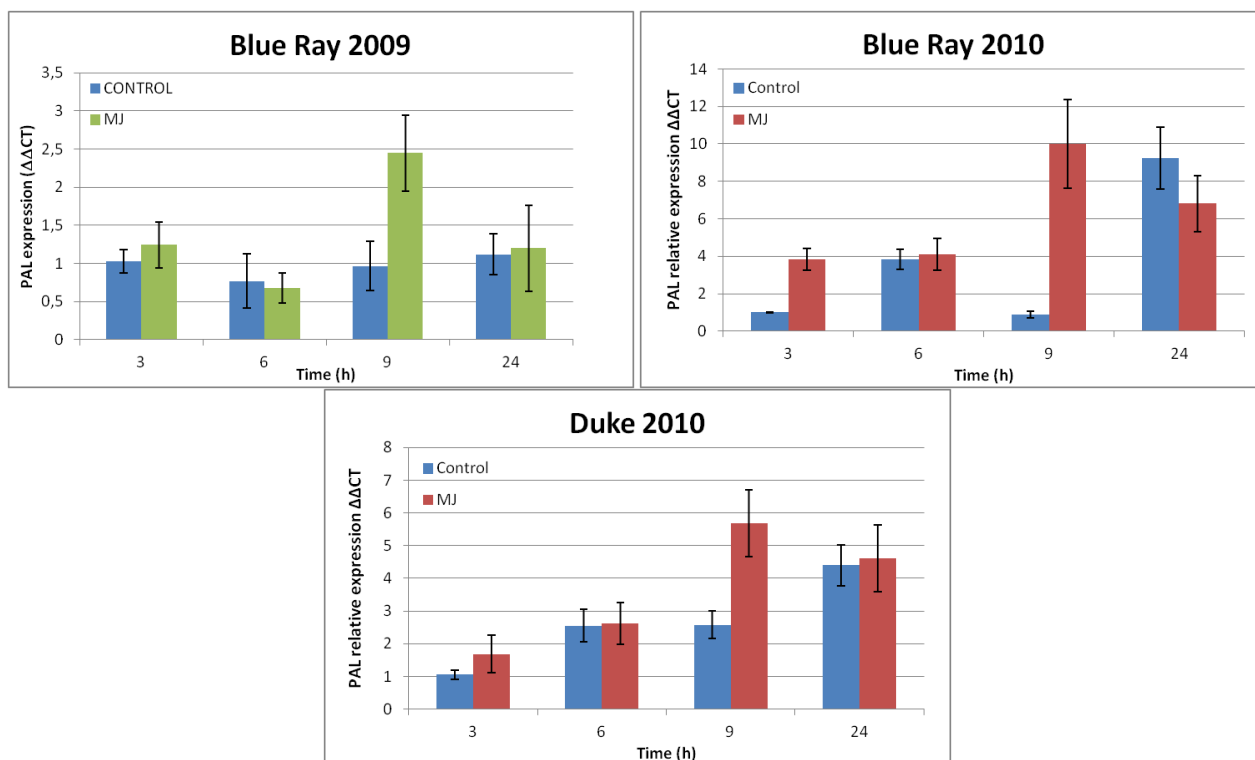 Blue Ray 2009
3,5
3
2,5
2
1,5
1
0,5
0
PAL expression (ΔΔCT)
CONTROL
MJ
3 6 9 24
Time (h)
Blue Ray 2010
14
12
10
8
6
4
2
0
PAL relative expression ΔΔCT
Control
MJ
3 6 9 24
Time (h)
Duke 2010
8
7
6
5
4
3
2
1
0
PAL relative expression ΔΔCT
Control
MJ
3 6 9 24
Time (h)